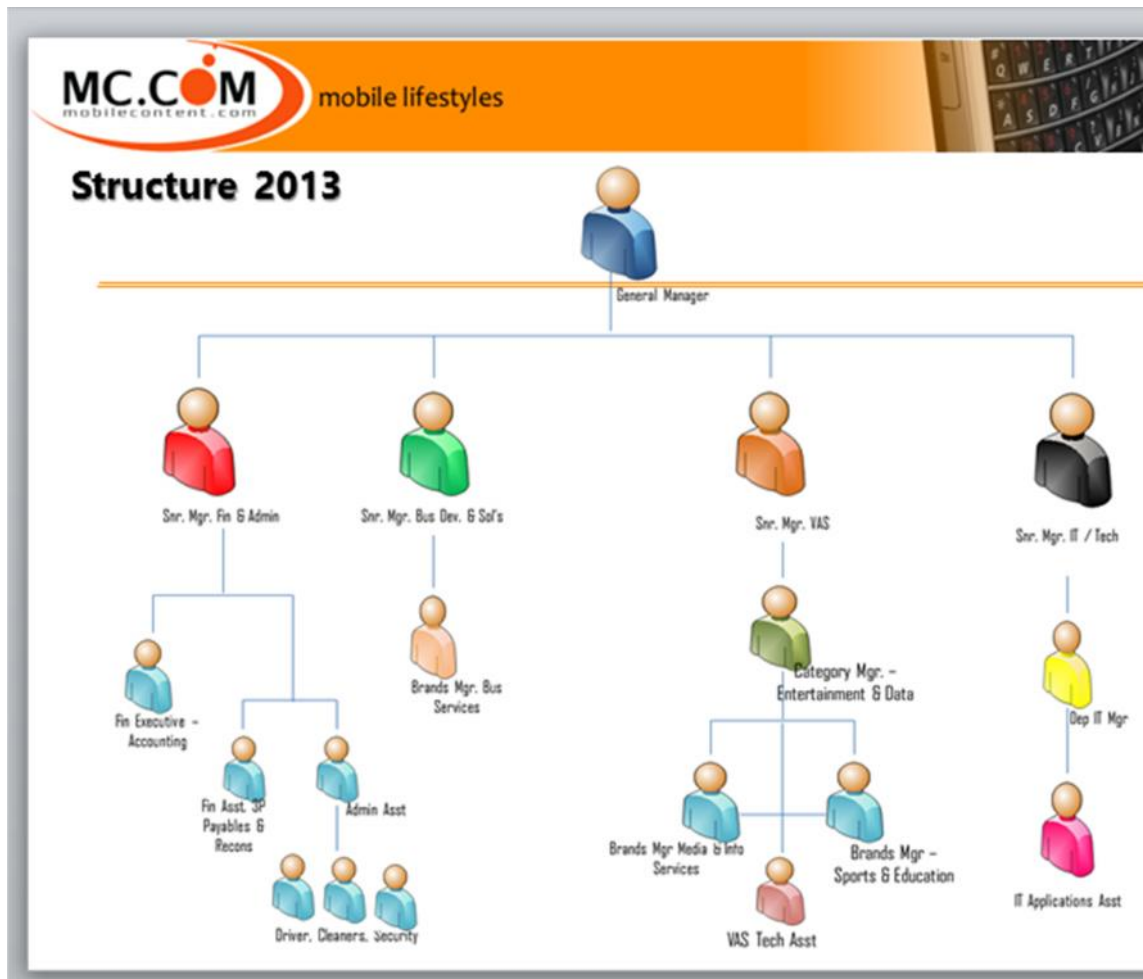 MC.COM
mobilecontent.com
mobile lifestyles
Structure 2013
General Manager
Snr. Mgr. Fin & Admin
Snr. Mgr. Bus Dev. & Sol's
Snr. Mgr. VAS
Snr. Mgr. IT / Tech
Fin Executive –
Accounting
Brands Mgr. Bus
Services
Category Mgr. –
Entertainment & Data
Dep IT Mgr
Fin Asst. 3P
Payables &
Recons
Admin Asst
Brands Mgr Media & Info
Services
Brands Mgr –
Sports & Education
IT Applications Asst
Driver, Cleaners, Security
VAS Tech Asst
Q W E R T
A S D F G